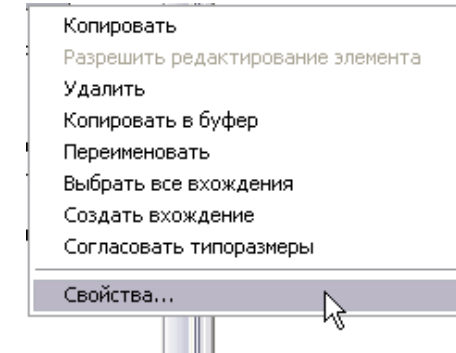 Копировать
Разрешить редактирование элемента
Удалить
Копировать в буфер
Переименовать
Выбрать все вхождения
Создать вхождение
Согласовать типоразмеры
Свойства...